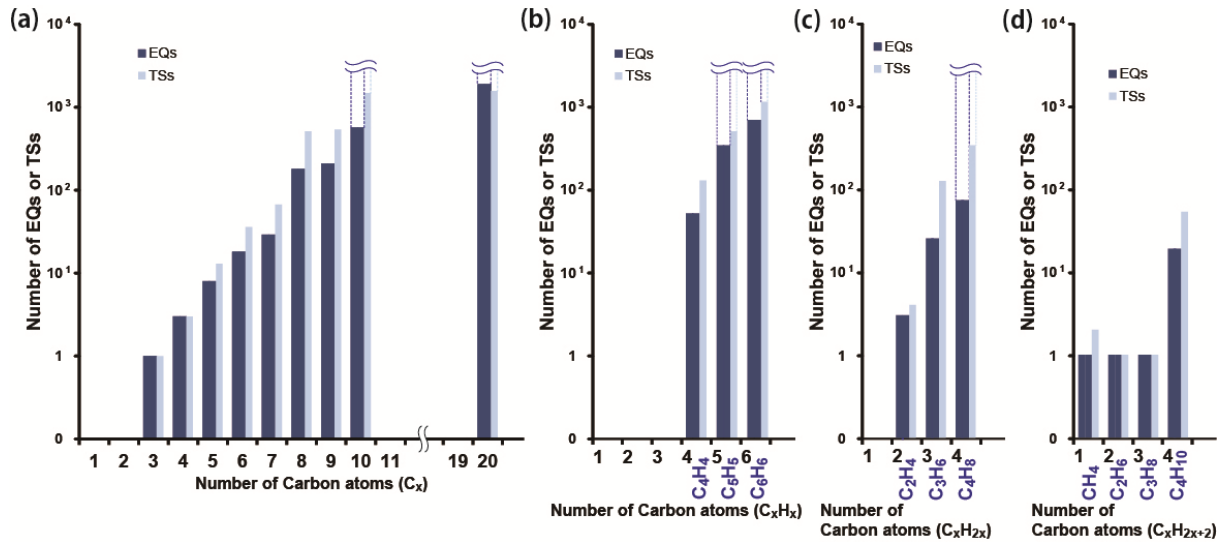 (a)
10⁴
10³
10²
10¹
1
0
Number of EQs or TSs
EQs
TSs
1 2 3 4 5 6 7 8 9 10 11 19 20
Number of Carbon atoms (Cₓ)
(b)
10⁴
10³
10²
10¹
1
0
Number of EQs or TSs
EQs
TSs
1 2 3 4 5 6
C₄H₄ C₅H₅ C₆H₆
Number of Carbon atoms (CₓHₓ)
(c)
10⁴
10³
10²
10¹
1
0
Number of EQs or TSs
EQs
TSs
1 2 3 4
C₂H₄ C₃H₆ C₄H₈
Number of
Carbon atoms (CₓH₂ₓ)
(d)
10⁴
10³
10²
10¹
1
0
Number of EQs or TSs
EQs
TSs
1 2 3 4
CH₄ C₂H₆ C₃H₈ C₄H₁₀
Number of
Carbon atoms (CₓH₂ₓ₊₂)